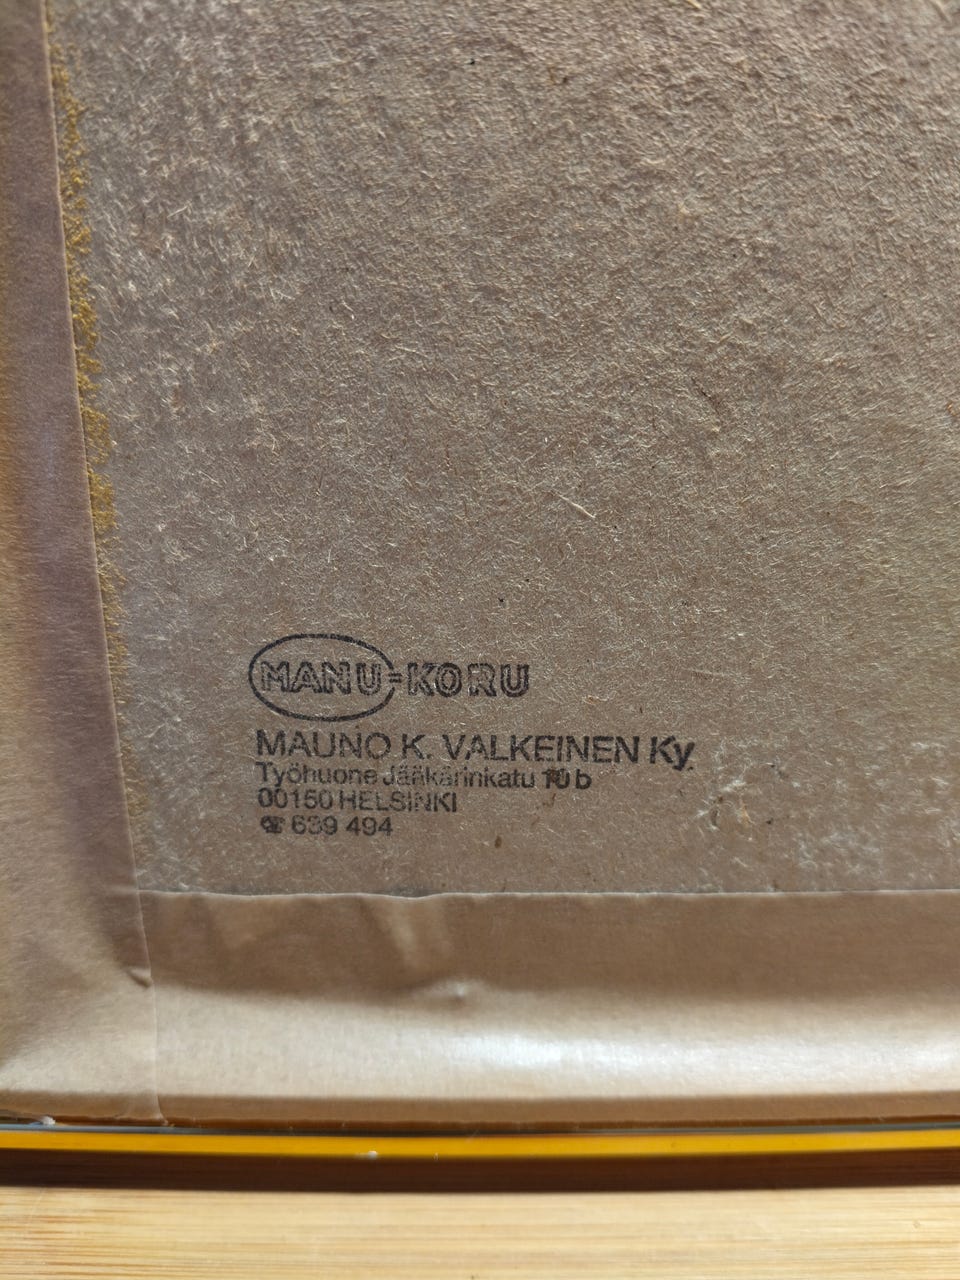 MANU-KORU
MAUNO K. VALKEINEN Ky
Työhuone Jääkärinkatu 10 b
00150 HELSINKI
☎ 639 494